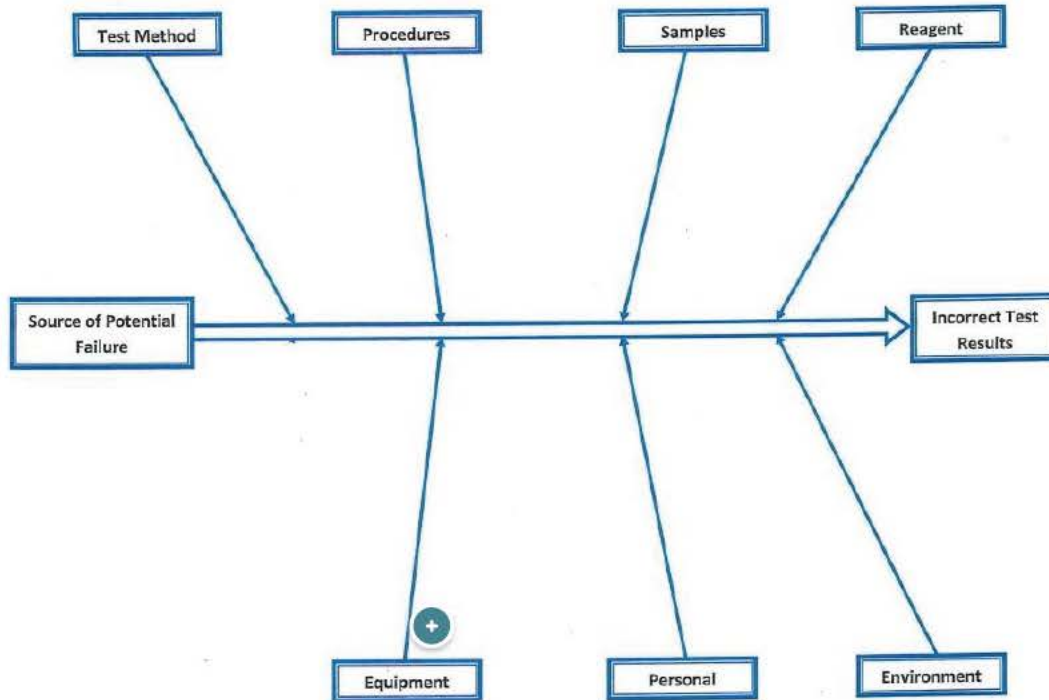 Test Method
Procedures
Samples
Reagent
Source of Potential
Failure
Incorrect Test
Results
Equipment
Personal
Environment